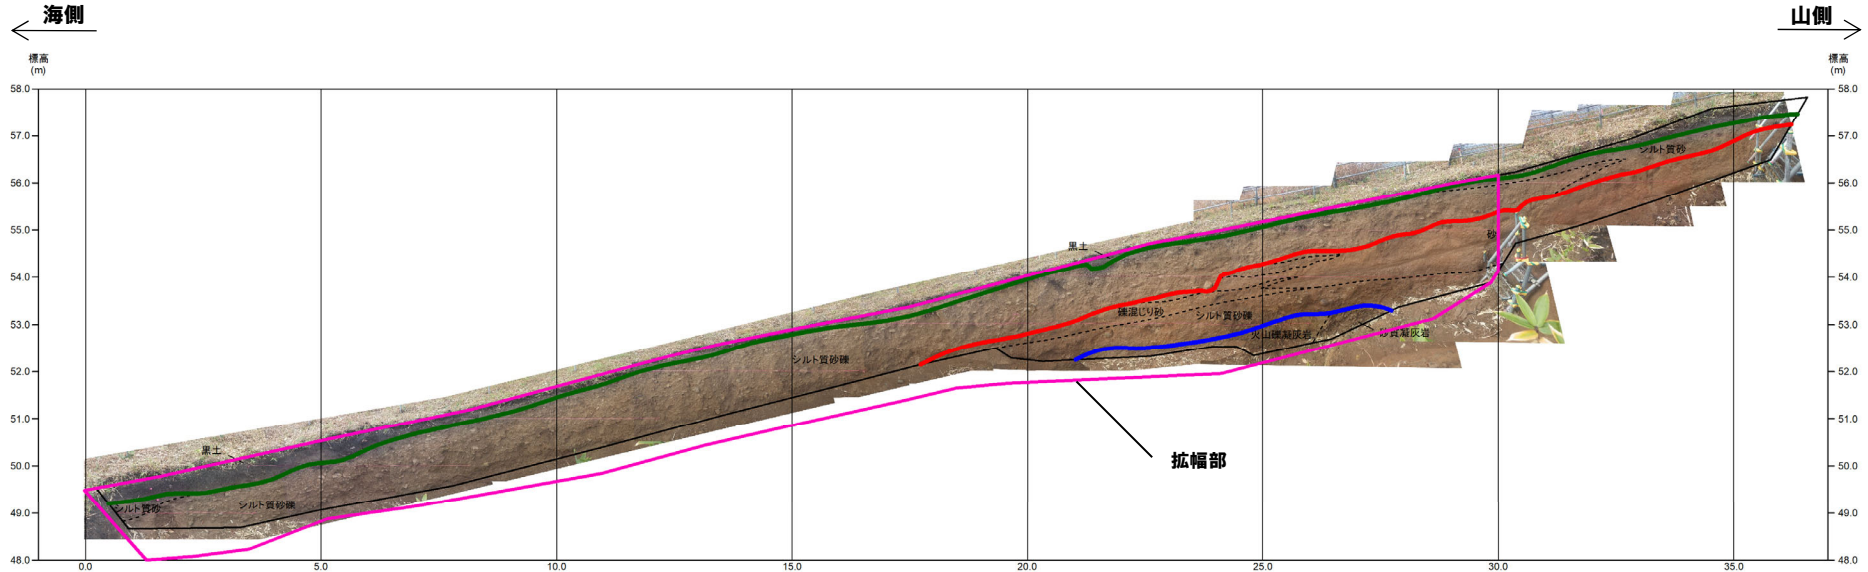 海側
山側
標高
(m)
標高
(m)
58.0
58.0
57.0
57.0
シルト質砂
56.0
56.0
55.0
55.0
砂
黒土
54.0
54.0
礫混じり砂
シルト質砂礫
53.0
53.0
火山礫凝灰岩
砂質凝灰岩
シルト質砂礫
52.0
52.0
51.0
51.0
黒土
拡幅部
50.0
50.0
シルト質砂
シルト質砂礫
49.0
49.0
48.0
48.0
0.0
5.0
10.0
15.0
20.0
25.0
30.0
35.0